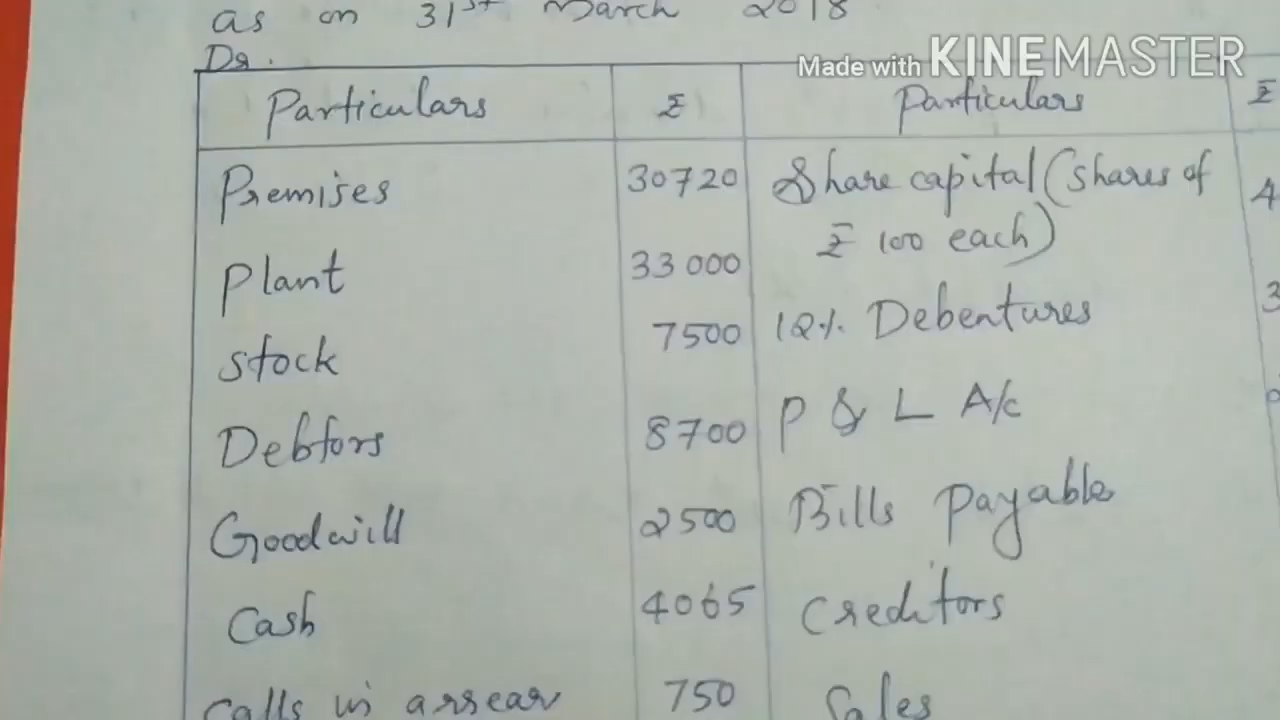 as on 31st March 2018
Dr.
Made with KINEMASTER
Particulars ₹ Particulars ₹
Premises 30720 Share capital (shares of 4
₹ 100 each)
Plant 33000
Stock 7500 12% Debentures 3
Debtors 8700 P & L A/c
Goodwill 2500 Bills Payable
Cash 4065 Creditors
Calls in arrear 750 Sales